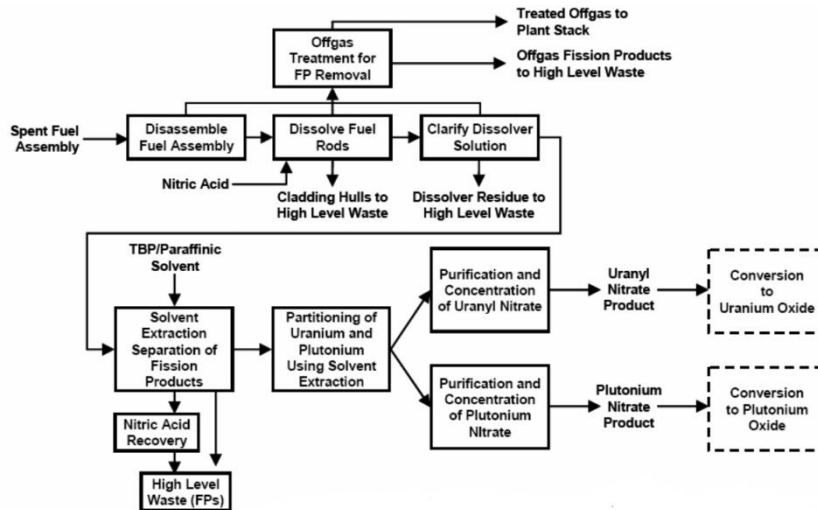 Treated Offgas to
Plant Stack
Offgas
Treatment for
FP Removal
Offgas Fission Products
to High Level Waste
Spent Fuel
Assembly
Disassemble
Fuel Assembly
Dissolve Fuel
Rods
Clarify Dissolver
Solution
Nitric Acid
Cladding Hulls to
High Level Waste
Dissolver Residue to
High Level Waste
TBP/Paraffinic
Solvent
Solvent
Extraction
Separation of
Fission
Products
Partitioning of
Uranium and
Plutonium
Using Solvent
Extraction
Purification and
Concentration
of Uranyl Nitrate
Uranyl
Nitrate
Product
Conversion
to
Uranium Oxide
Purification and
Concentration
of Plutonium
NItrate
Plutonium
Nitrate
Product
Conversion
to Plutonium
Oxide
Nitric Acid
Recovery
High Level
Waste (FPs)